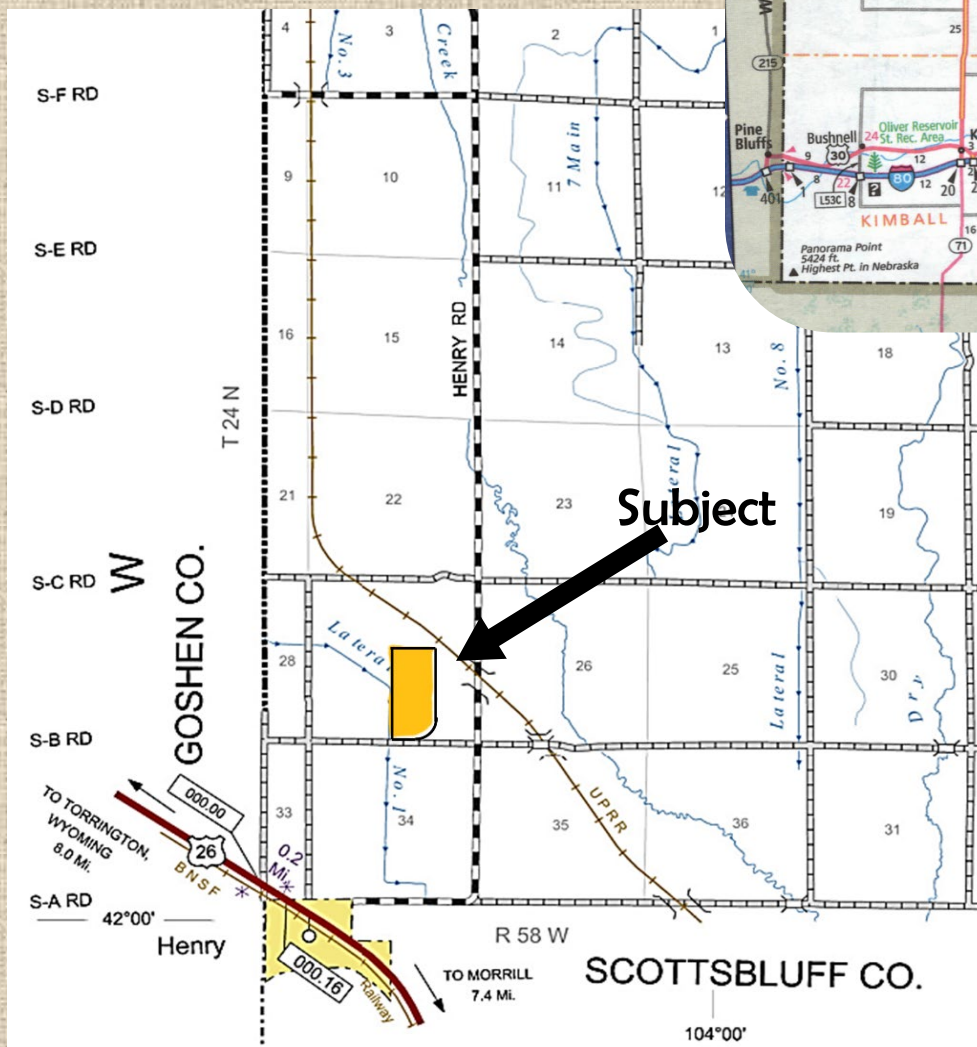 S-F RD
S-E RD
S-D RD
S-C RD
S-B RD
S-A RD
4
3
No. 3
Creek
2
1
9
10
11
7 Main
12
16
15
HENRY RD
14
13
No. 8
18
T 24 N
21
22
23
19
Subject
W
GOSHEN CO.
28
26
25
Lateral
30
33
No. 1
34
35
UPRR
36
31
TO TORRINGTON,
WYOMING
8.0 Mi.
000.00
26
BNSF
0.2
Mi.
42°00'
Henry
000.16
Railway
R 58 W
TO MORRILL
7.4 Mi.
SCOTTSBLUFF CO.
104°00'
215
25
Pine
Bluffs
Bushnell
30
24
Oliver Reservoir
St. Rec. Area
9
12
3
8
22
80
12
20
401
1
L53C
8
KIMBALL
16
71
Panorama Point
5424 ft.
Highest Pt. in Nebraska
41°